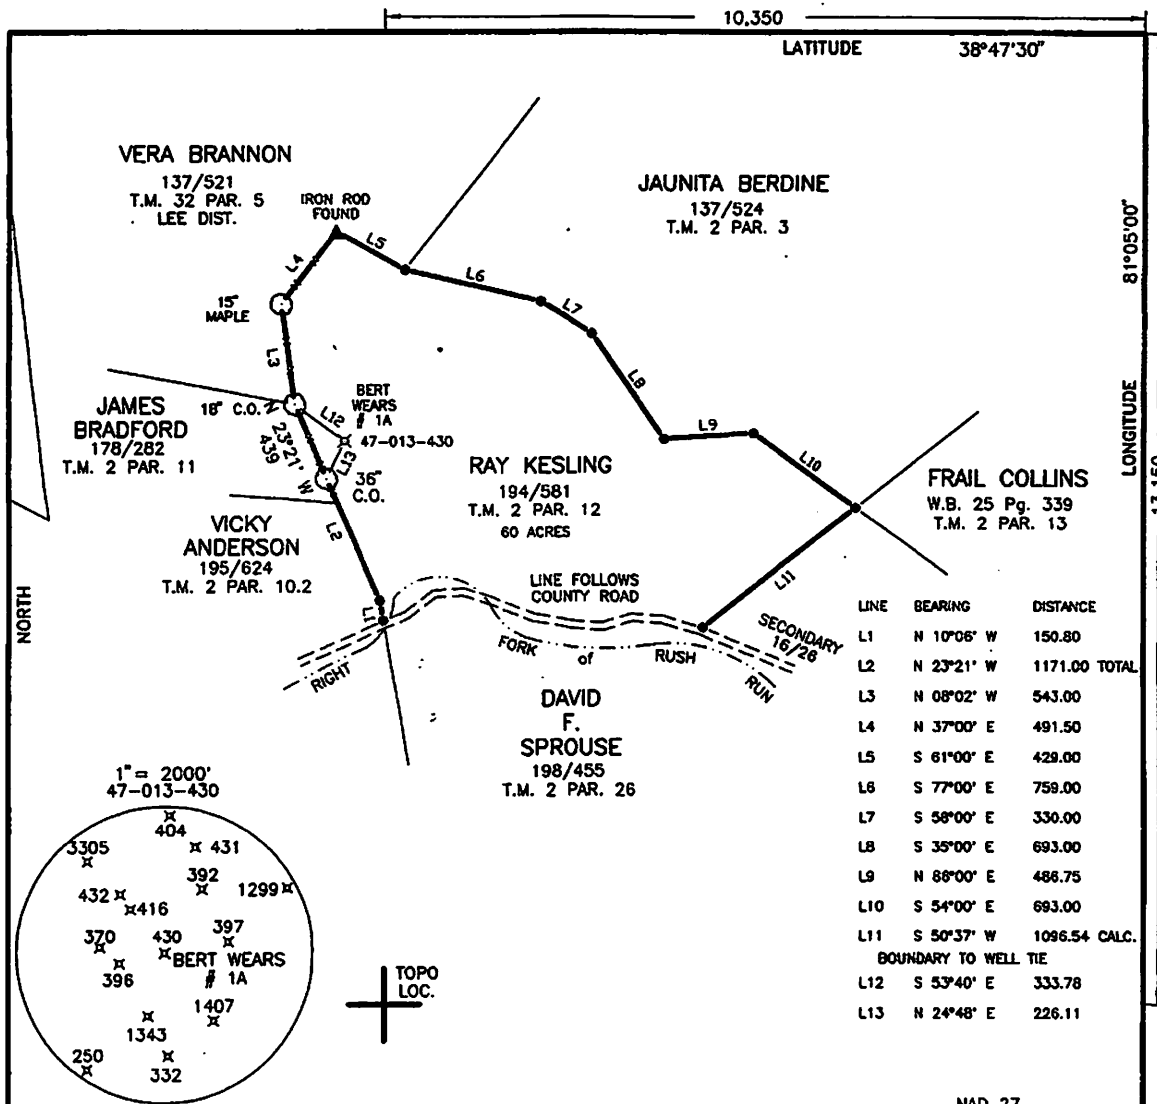 10,350
LATITUDE 38°47'30"
VERA BRANNON
137/521
T.M. 32 PAR. 5
LEE DIST.
IRON ROD
FOUND
JAUNITA BERDINE
137/524
T.M. 2 PAR. 3
81°05'00"
LONGITUDE
L5
L4
L6
L7
15"
MAPLE
L3
L8
BERT
WEARS
# 1A
47-013-430
18" C.O.
L12
L13
N 23°21' W
439
JAMES
BRADFORD
178/282
T.M. 2 PAR. 11
L9
L10
36"
C.O.
RAY KESLING
194/581
T.M. 2 PAR. 12
60 ACRES
FRAIL COLLINS
W.B. 25 Pg. 339
T.M. 2 PAR. 13
VICKY
ANDERSON
195/624
T.M. 2 PAR. 10.2
L2
L1
L11
LINE FOLLOWS
COUNTY ROAD
NORTH
SECONDARY
16/26
RIGHT FORK of RUSH RUN
DAVID
F.
SPROUSE
198/455
T.M. 2 PAR. 26
LINE BEARING DISTANCE
L1 N 10°06' W 150.80
L2 N 23°21' W 1171.00 TOTAL
L3 N 08°02' W 543.00
L4 N 37°00' E 491.50
L5 S 61°00' E 429.00
L6 S 77°00' E 759.00
L7 S 58°00' E 330.00
L8 S 35°00' E 693.00
L9 N 86°00' E 486.75
L10 S 54°00' E 693.00
L11 S 50°37' W 1096.54 CALC.
BOUNDARY TO WELL TIE
L12 S 53°40' E 333.78
L13 N 24°48' E 226.11
1" = 2000'
47-013-430
404
3305
431
392
1299
432
416
370
430
397
BERT WEARS
# 1A
396
1407
1343
250
332
TOPO
LOC.
NAD 27